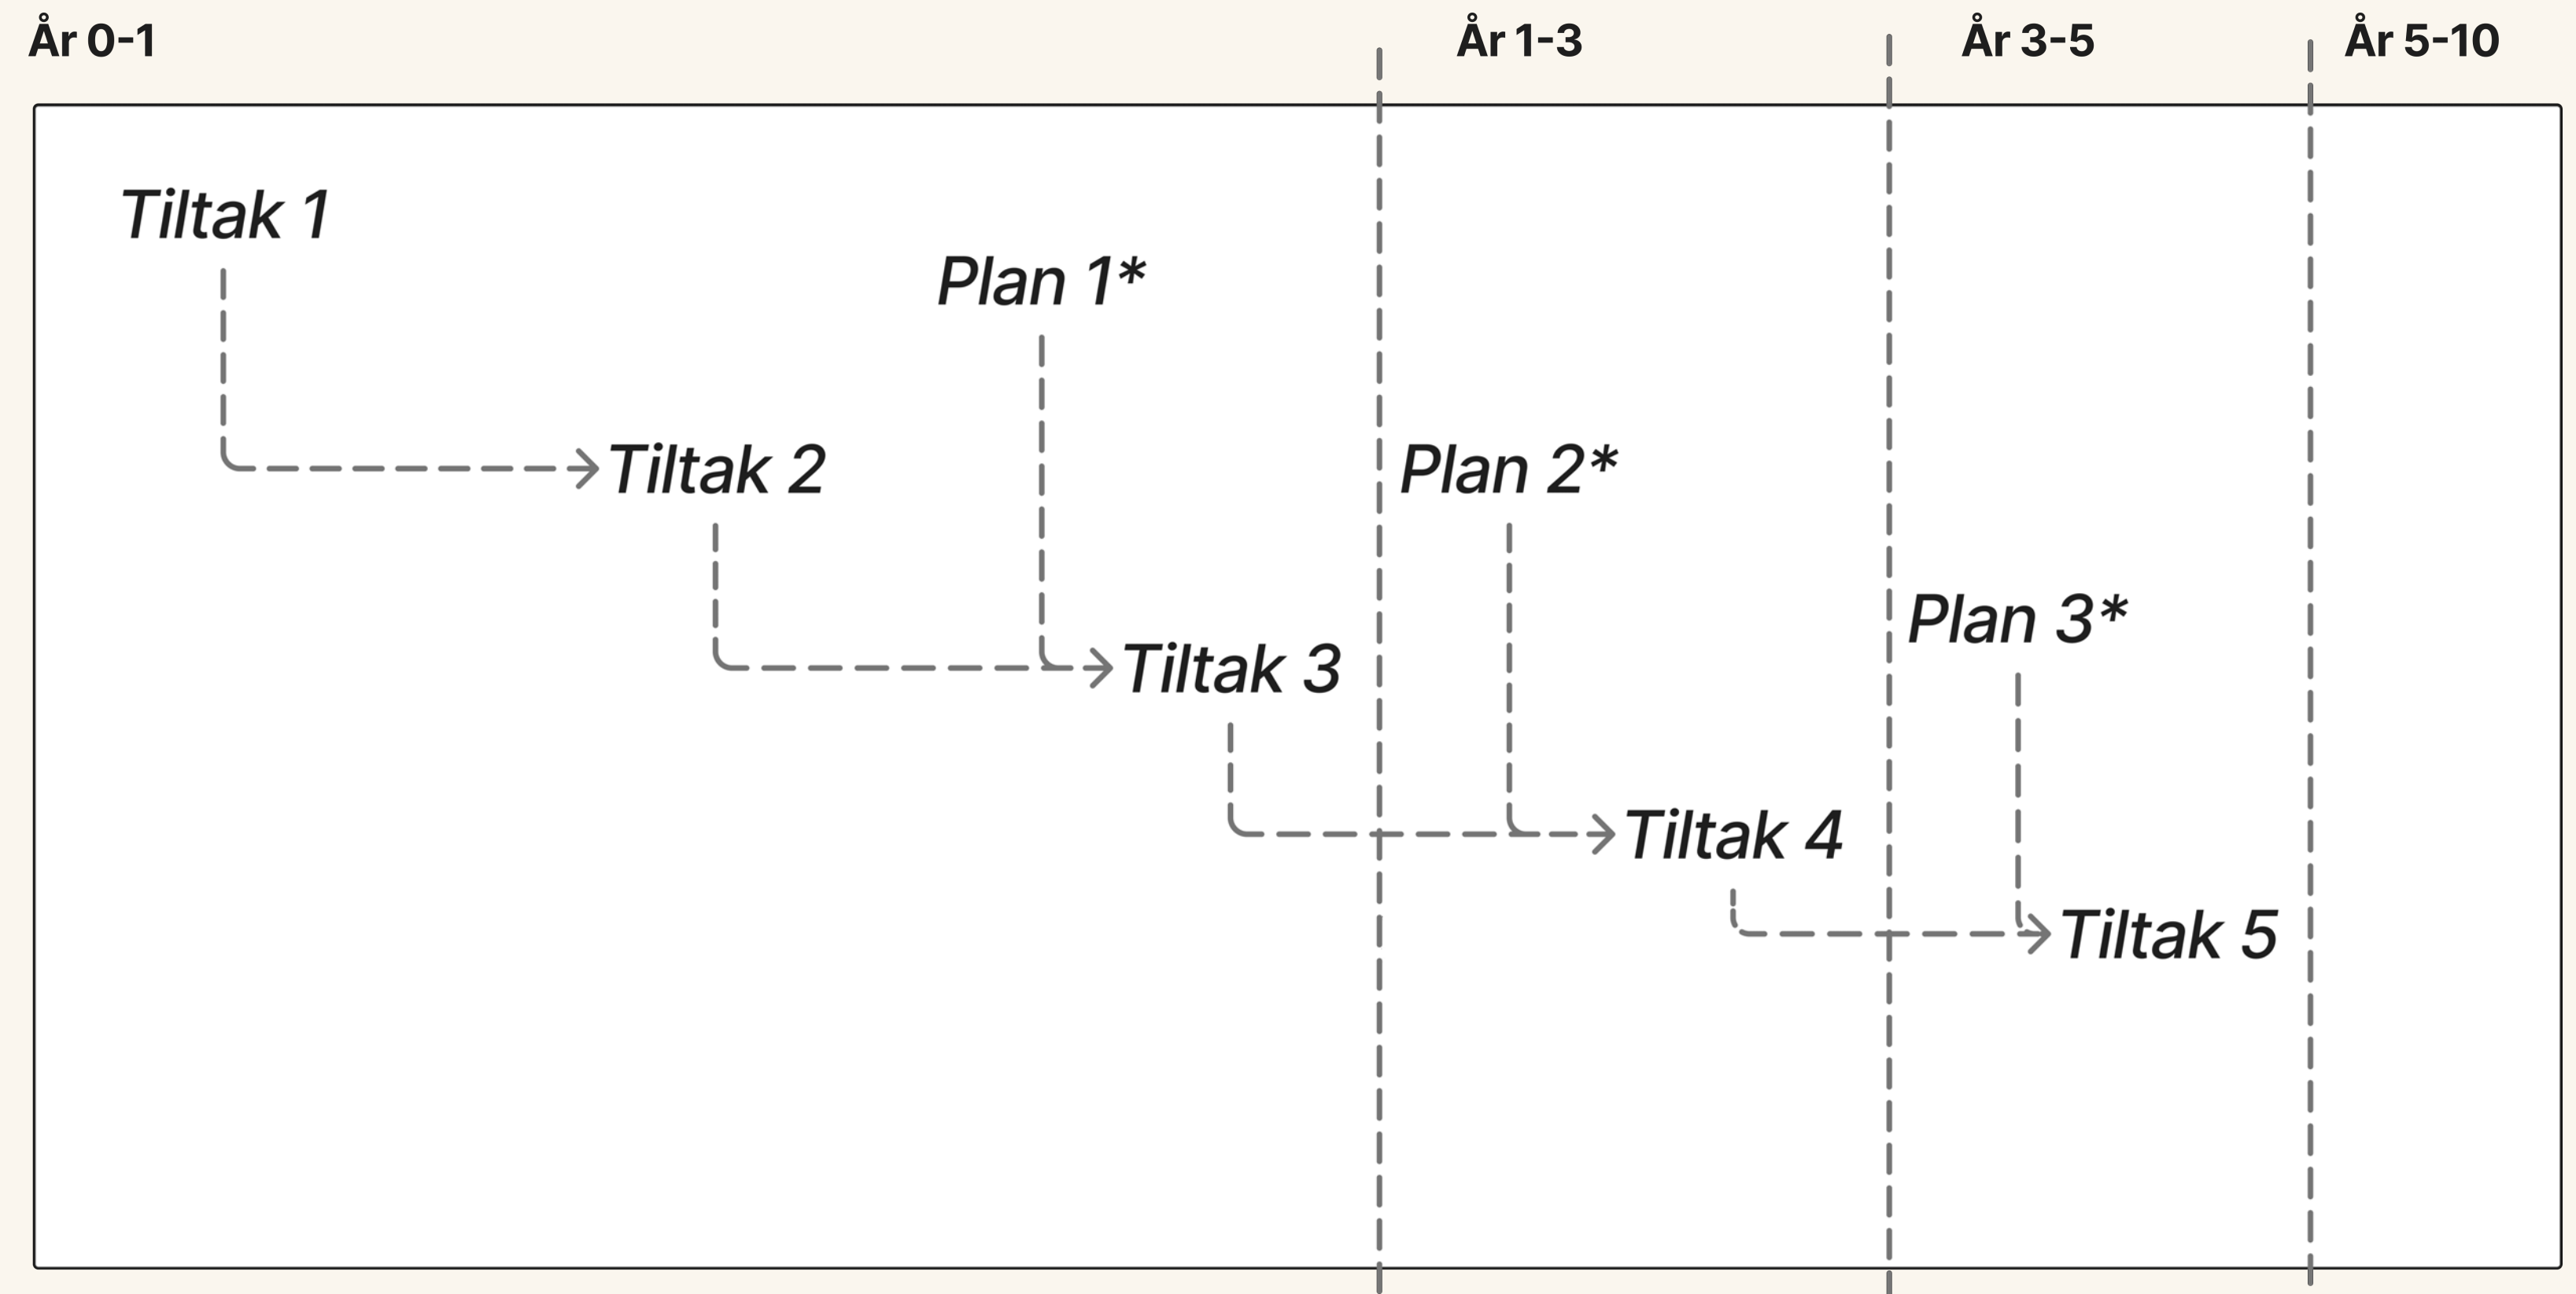 År 0-1
År 1-3
År 3-5
År 5-10
Tiltak 1
Plan 1*
Tiltak 2
Plan 2*
Plan 3*
Tiltak 3
Tiltak 4
Tiltak 5